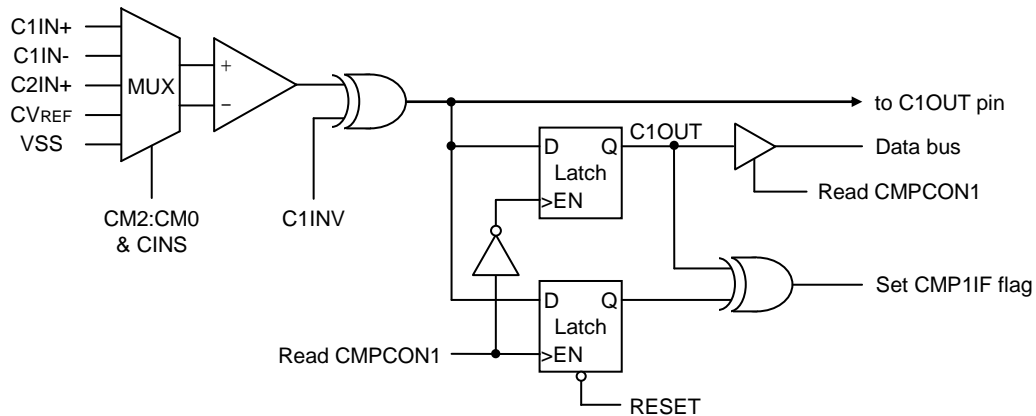 C1IN+
C1IN-
C2IN+
CVREF
VSS
MUX
+
−
CM2:CM0
& CINS
C1INV
to C1OUT pin
C1OUT
D Q
Latch
>EN
Data bus
Read CMPCON1
D Q
Latch
>EN
Set CMP1IF flag
Read CMPCON1
RESET